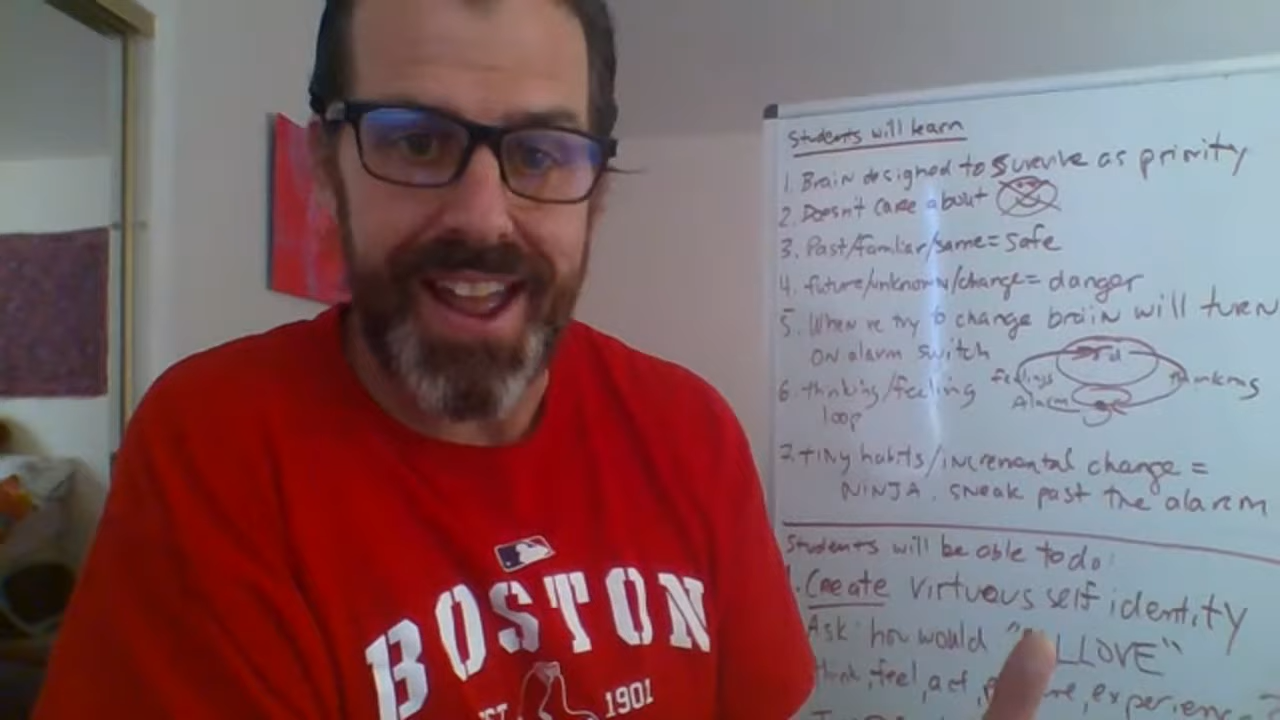 Students will learn
1. Brain designed to survive as priority
2. Doesn't care about
3. Past/familiar/same = safe
4. future/unknown/change = danger
5. When we try to change brain will turn
ON alarm switch
6. thinking/feeling
loop
feelings
thinking
Alarm
7. tiny habits/incremental change =
NINJA. sneak past the alarm
Students will be able to do:
1. Create virtuous self identity
Ask how would "LLOVE"
think, feel, act, experience
BOSTON
EST. 1901